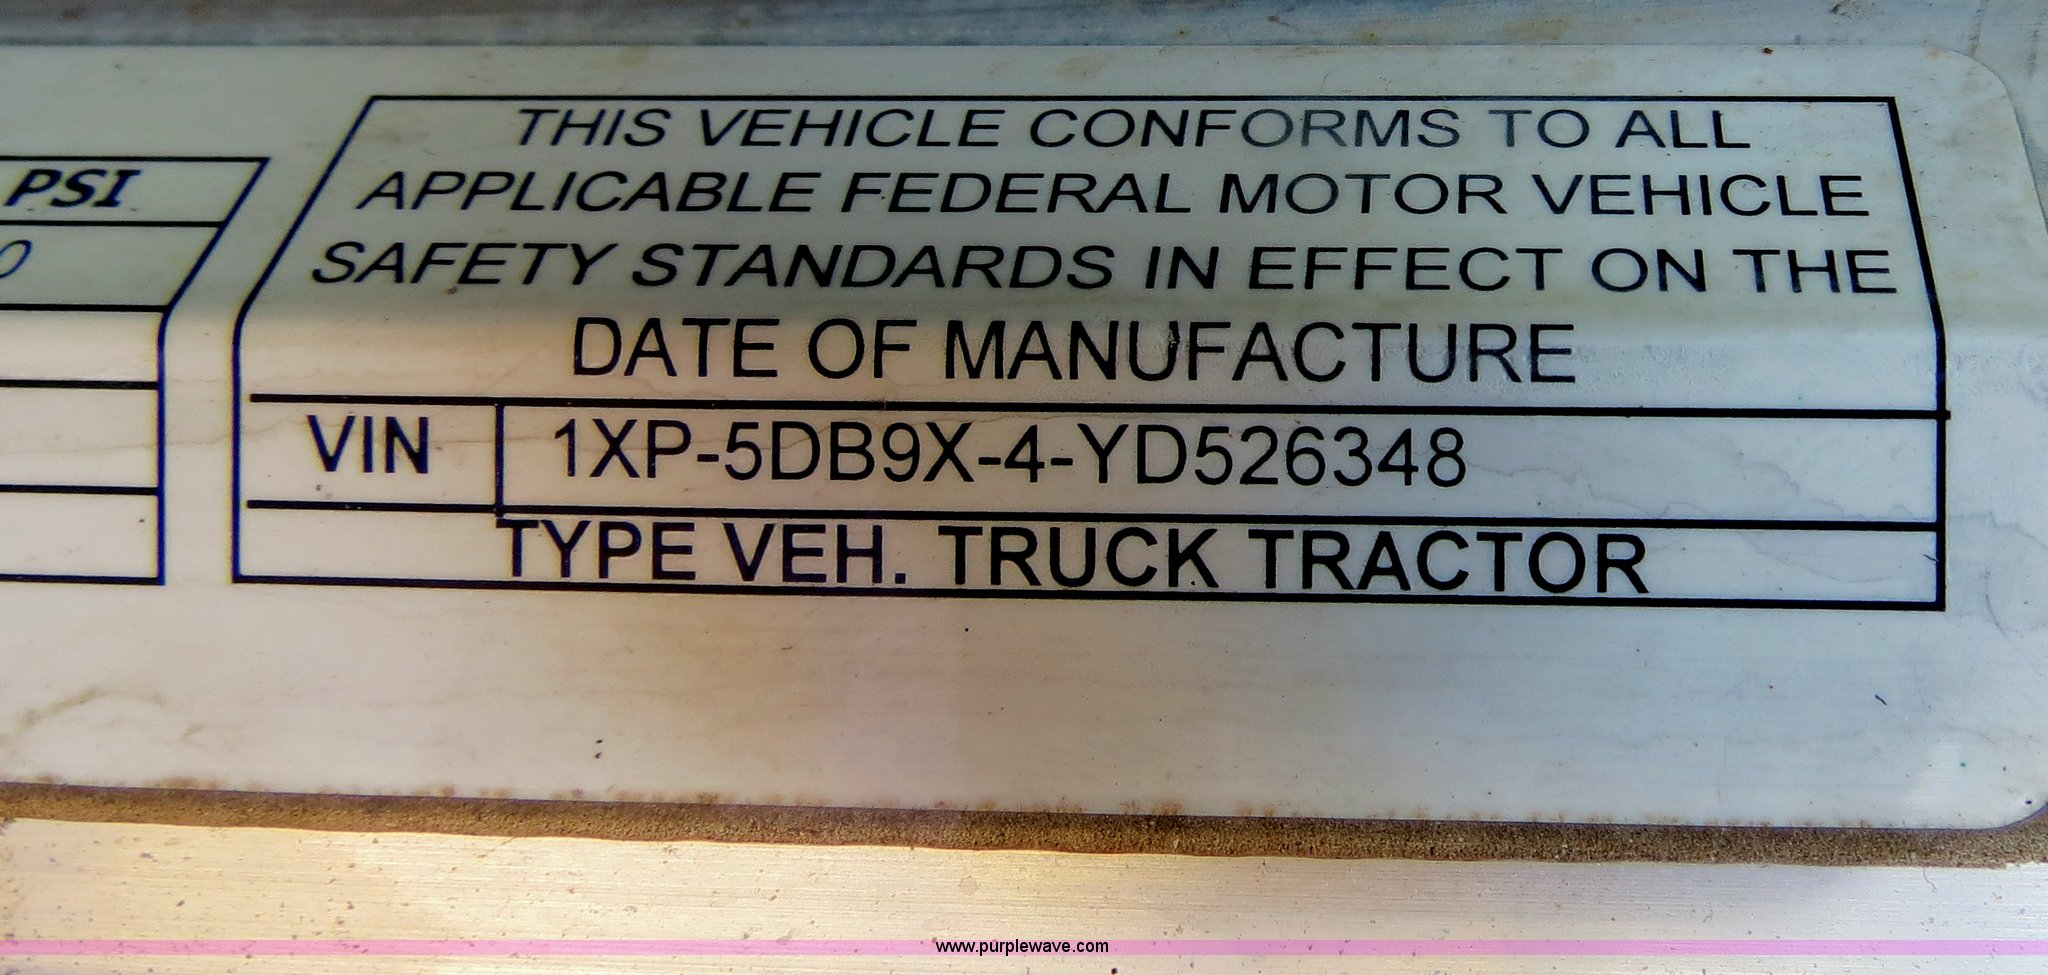 PSI
0
THIS VEHICLE CONFORMS TO ALL
APPLICABLE FEDERAL MOTOR VEHICLE
SAFETY STANDARDS IN EFFECT ON THE
DATE OF MANUFACTURE
VIN 1XP-5DB9X-4-YD526348
TYPE VEH. TRUCK TRACTOR
www.purplewave.com